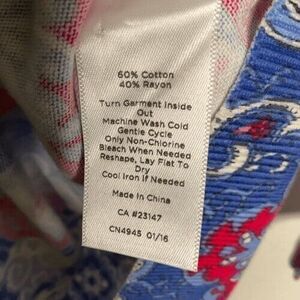 60% Cotton
40% Rayon
Turn Garment Inside
Out
Machine Wash Cold
Gentle Cycle
Only Non-Chlorine
Bleach When Needed
Reshape, Lay Flat To
Dry
Cool Iron If Needed
Made In China
CA #23147
CN4945 01/16